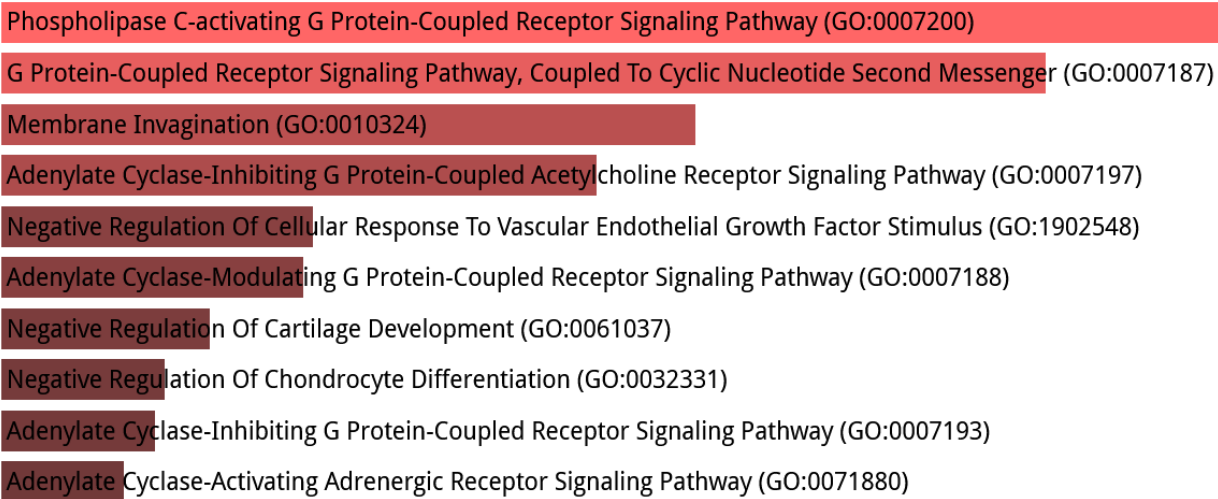 Phospholipase C-activating G Protein-Coupled Receptor Signaling Pathway (GO:0007200)
G Protein-Coupled Receptor Signaling Pathway, Coupled To Cyclic Nucleotide Second Messenger (GO:0007187)
Membrane Invagination (GO:0010324)
Adenylate Cyclase-Inhibiting G Protein-Coupled Acetylcholine Receptor Signaling Pathway (GO:0007197)
Negative Regulation Of Cellular Response To Vascular Endothelial Growth Factor Stimulus (GO:1902548)
Adenylate Cyclase-Modulating G Protein-Coupled Receptor Signaling Pathway (GO:0007188)
Negative Regulation Of Cartilage Development (GO:0061037)
Negative Regulation Of Chondrocyte Differentiation (GO:0032331)
Adenylate Cyclase-Inhibiting G Protein-Coupled Receptor Signaling Pathway (GO:0007193)
Adenylate Cyclase-Activating Adrenergic Receptor Signaling Pathway (GO:0071880)